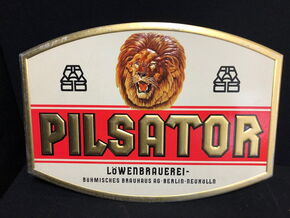 PILSATOR
LÖWENBRAUEREI-
BÖHMISCHES BRAUHAUS AG·BERLIN-NEUKÖLLN